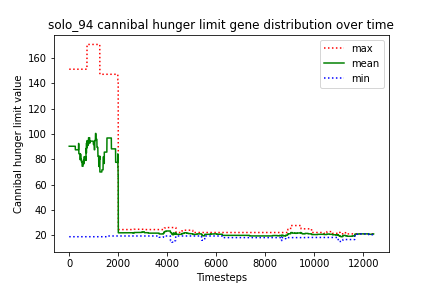 solo_94 cannibal hunger limit gene distribution over time
Cannibal hunger limit value
160
140
120
100
80
60
40
20
max
mean
min
0
2000
4000
6000
8000
10000
12000
Timesteps